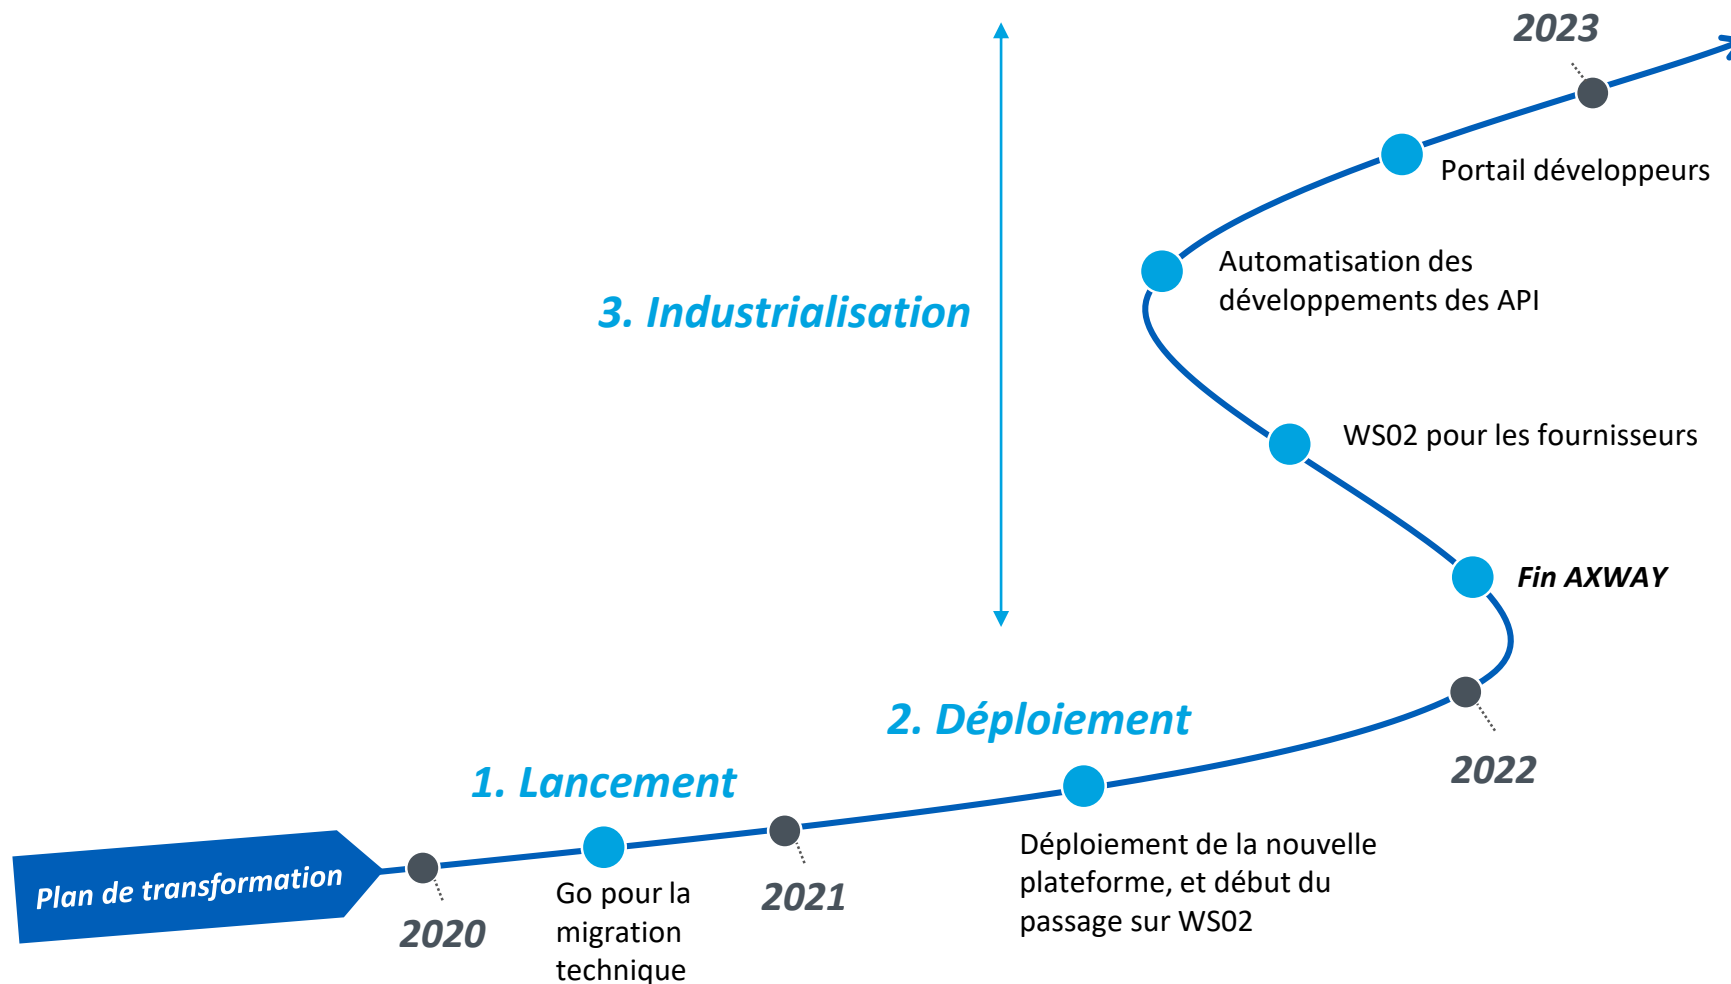 2023
Portail développeurs
Automatisation des
développements des API
3. Industrialisation
WS02 pour les fournisseurs
Fin AXWAY
2. Déploiement
2022
1. Lancement
Déploiement de la nouvelle
plateforme, et début du
passage sur WS02
Plan de transformation
2020
Go pour la
migration
technique
2021